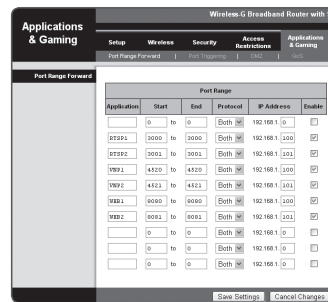 Wireless-G Broadband Router with
Applications
& Gaming
Setup Wireless Security Access Restrictions Applications & Gaming
Port Range Forward | Port Triggering | DMZ | QoS
Port Range Forward
Port Range
Application Start End Protocol IP Address Enable
0 to 0 Both 192.168.1. 0
RTSP1 3000 to 3000 Both 192.168.1. 100
RTSP2 3001 to 3001 Both 192.168.1. 101
VNP1 4520 to 4520 Both 192.168.1. 100
VNP2 4521 to 4521 Both 192.168.1. 101
WEB1 8080 to 8080 Both 192.168.1. 100
WEB2 8081 to 8081 Both 192.168.1. 101
0 to 0 Both 192.168.1. 0
0 to 0 Both 192.168.1. 0
0 to 0 Both 192.168.1. 0
Save Settings Cancel Changes